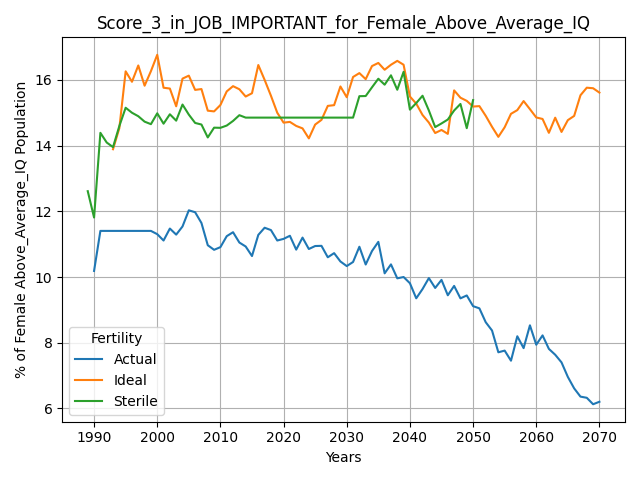 Score_3_in_JOB_IMPORTANT_for_Female_Above_Average_IQ
% of Female Above_Average_IQ Population
16
14
12
10
8
6
Fertility
Actual
Ideal
Sterile
1990 2000 2010 2020 2030 2040 2050 2060 2070
Years